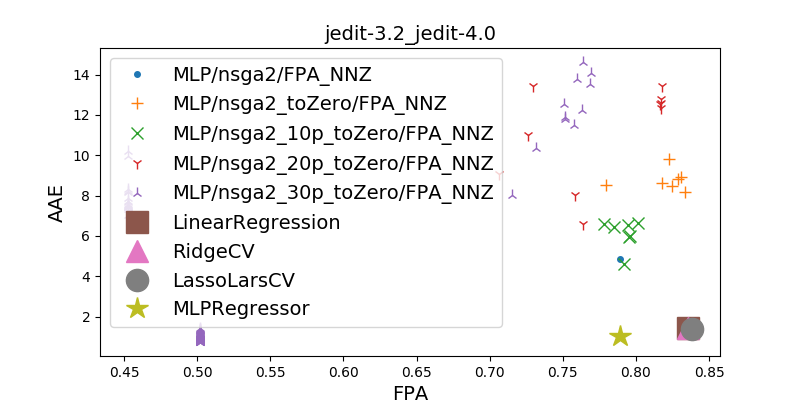 jedit-3.2_jedit-4.0
AAE
14
12
10
8
6
4
2
MLP/nsga2/FPA_NNZ
MLP/nsga2_toZero/FPA_NNZ
MLP/nsga2_10p_toZero/FPA_NNZ
MLP/nsga2_20p_toZero/FPA_NNZ
MLP/nsga2_30p_toZero/FPA_NNZ
LinearRegression
RidgeCV
LassoLarsCV
MLPRegressor
0.45 0.50 0.55 0.60 0.65 0.70 0.75 0.80 0.85
FPA